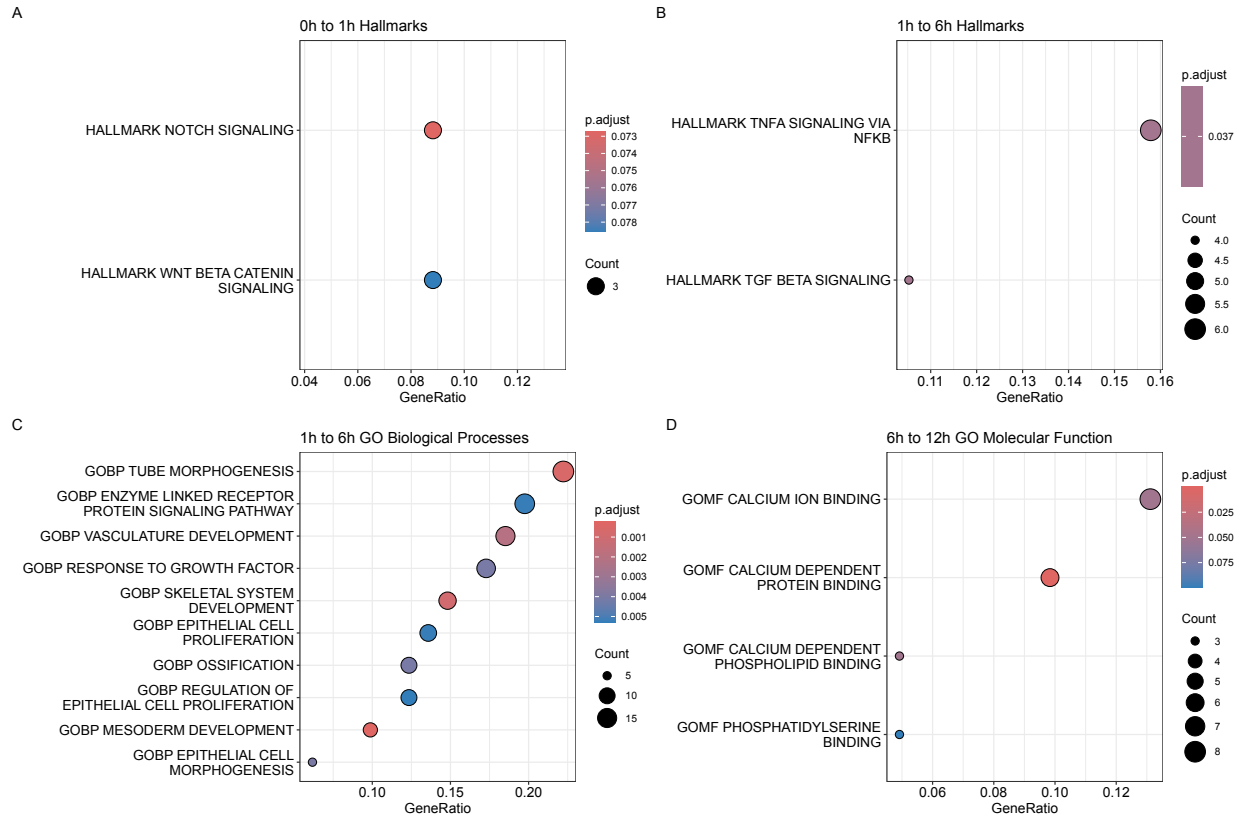 A
0h to 1h Hallmarks
HALLMARK NOTCH SIGNALING
HALLMARK WNT BETA CATENIN
SIGNALING
0.04 0.06 0.08 0.10 0.12
GeneRatio
p.adjust
0.073
0.074
0.075
0.076
0.077
0.078
Count
3
B
1h to 6h Hallmarks
HALLMARK TNFA SIGNALING VIA
NFKB
HALLMARK TGF BETA SIGNALING
0.11 0.12 0.13 0.14 0.15 0.16
GeneRatio
p.adjust
0.037
Count
4.0
4.5
5.0
5.5
6.0
C
1h to 6h GO Biological Processes
GOBP TUBE MORPHOGENESIS
GOBP ENZYME LINKED RECEPTOR
PROTEIN SIGNALING PATHWAY
GOBP VASCULATURE DEVELOPMENT
GOBP RESPONSE TO GROWTH FACTOR
GOBP SKELETAL SYSTEM
DEVELOPMENT
GOBP EPITHELIAL CELL
PROLIFERATION
GOBP OSSIFICATION
GOBP REGULATION OF
EPITHELIAL CELL PROLIFERATION
GOBP MESODERM DEVELOPMENT
GOBP EPITHELIAL CELL
MORPHOGENESIS
0.10 0.15 0.20
GeneRatio
p.adjust
0.001
0.002
0.003
0.004
0.005
Count
5
10
15
D
6h to 12h GO Molecular Function
GOMF CALCIUM ION BINDING
GOMF CALCIUM DEPENDENT
PROTEIN BINDING
GOMF CALCIUM DEPENDENT
PHOSPHOLIPID BINDING
GOMF PHOSPHATIDYLSERINE
BINDING
0.06 0.08 0.10 0.12
GeneRatio
p.adjust
0.025
0.050
0.075
Count
3
4
5
6
7
8